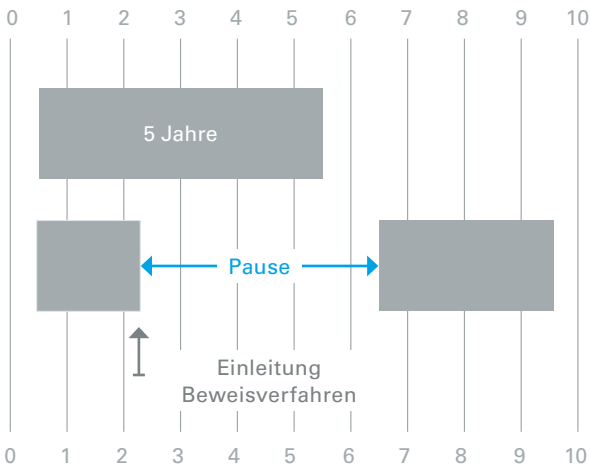 0 1 2 3 4 5 6 7 8 9 10
5 Jahre
Pause
Einleitung
Beweisverfahren
0 1 2 3 4 5 6 7 8 9 10